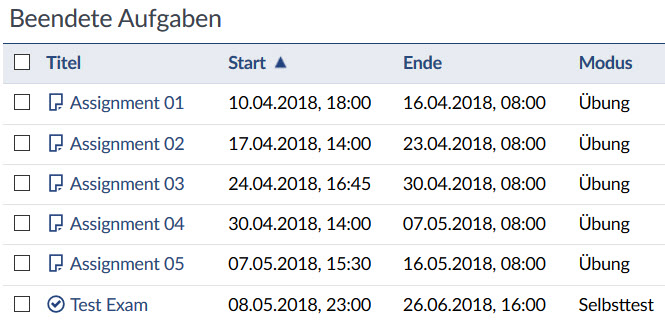 Beendete Aufgaben
Titel Start Ende Modus
Assignment 01 10.04.2018, 18:00 16.04.2018, 08:00 Übung
Assignment 02 17.04.2018, 14:00 23.04.2018, 08:00 Übung
Assignment 03 24.04.2018, 16:45 30.04.2018, 08:00 Übung
Assignment 04 30.04.2018, 14:00 07.05.2018, 08:00 Übung
Assignment 05 07.05.2018, 15:30 16.05.2018, 08:00 Übung
Test Exam 08.05.2018, 23:00 26.06.2018, 16:00 Selbsttest